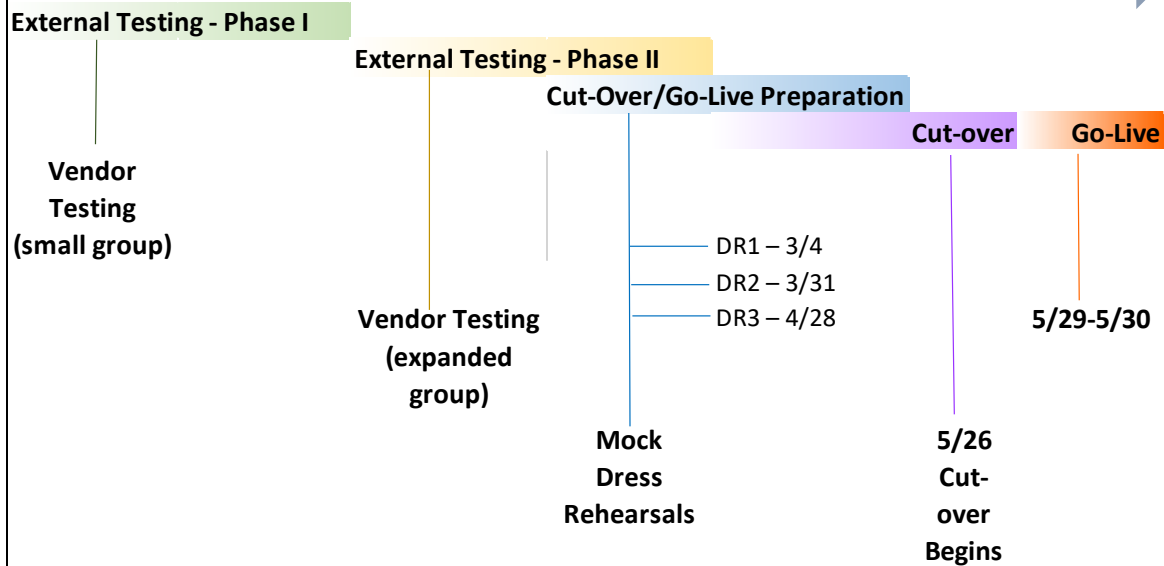 External Testing - Phase I
External Testing - Phase II
Cut-Over/Go-Live Preparation
Cut-over
Go-Live
Vendor
Testing
(small group)
Vendor Testing
(expanded
group)
DR1 – 3/4
DR2 – 3/31
DR3 – 4/28
Mock
Dress
Rehearsals
5/26
Cut-
over
Begins
5/29-5/30